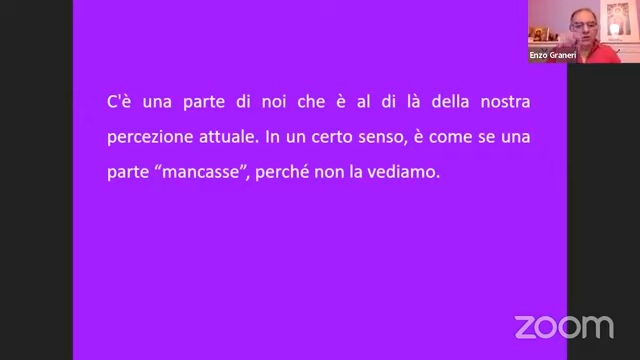 Enzo Graneri
C'è una parte di noi che è al di là della nostra
percezione attuale. In un certo senso, è come se una
parte “mancasse”, perché non la vediamo.
zoom